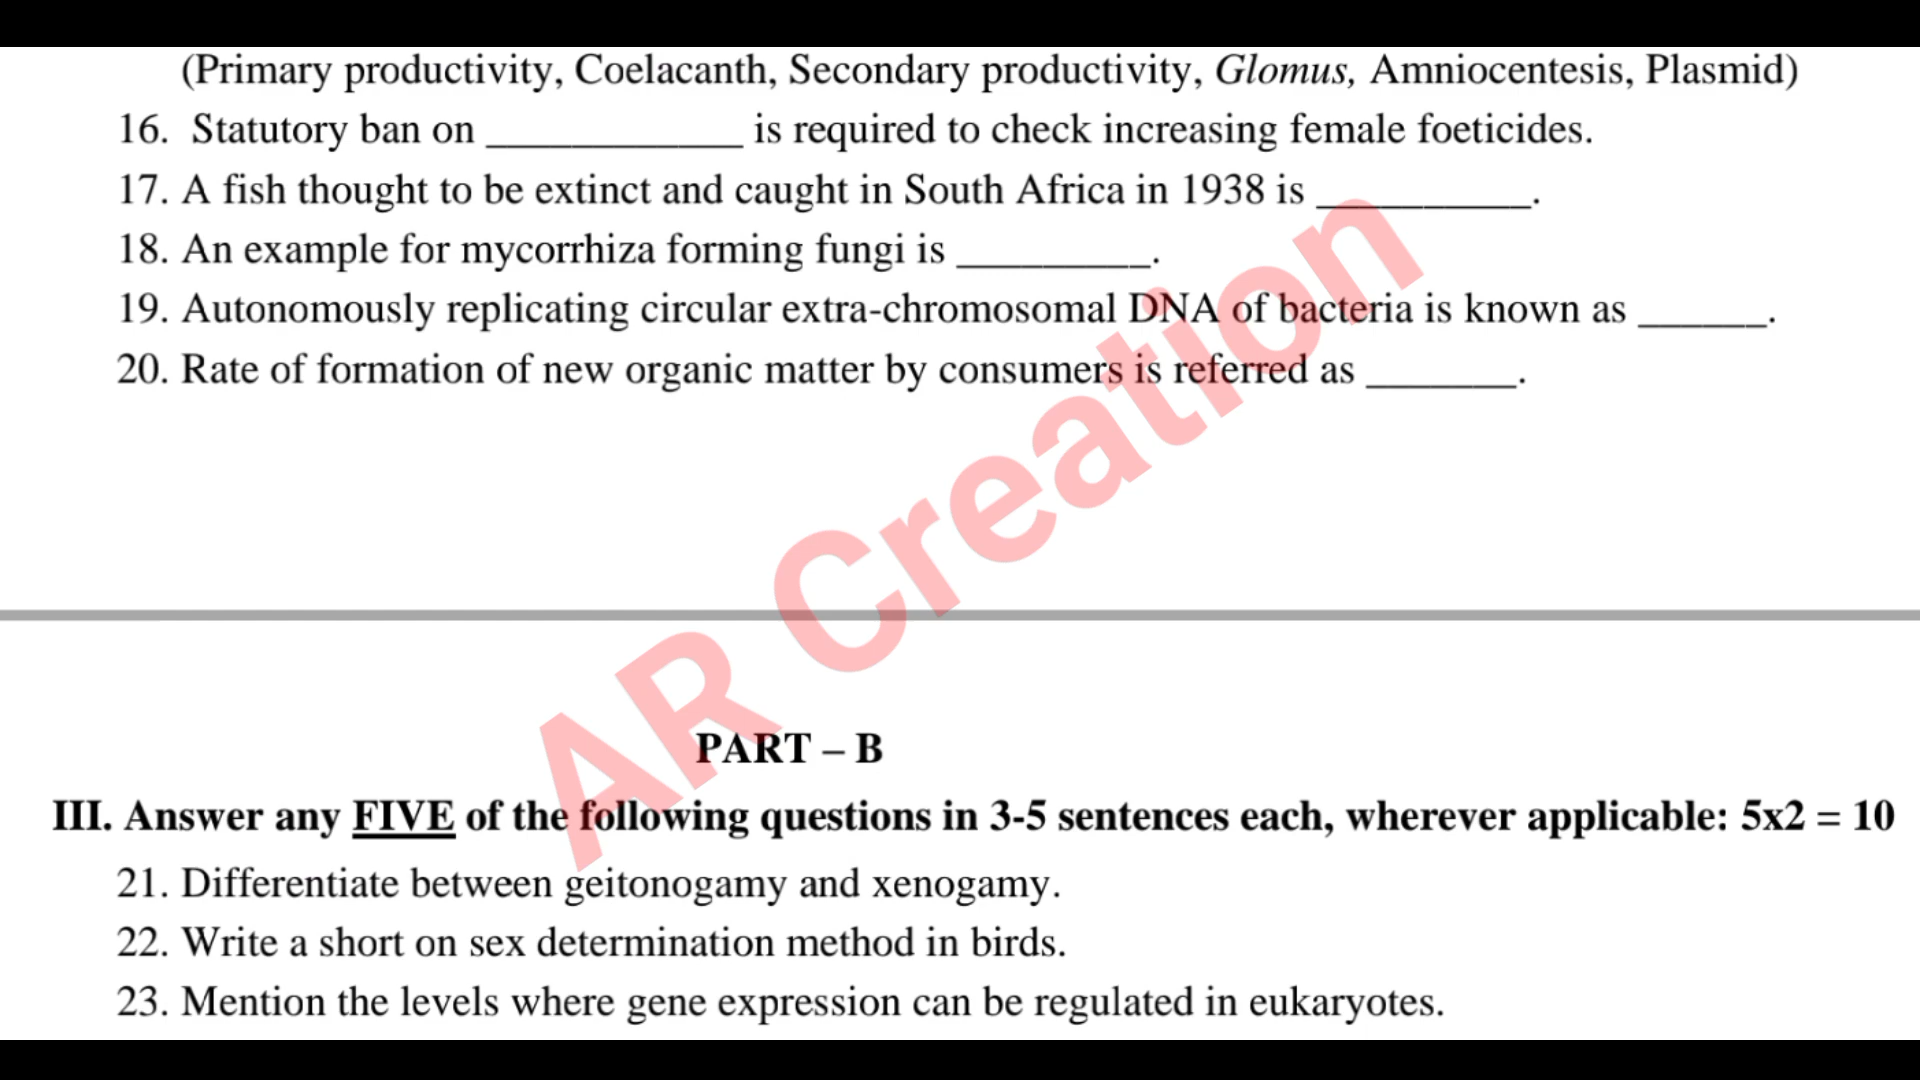 (Primary productivity, Coelacanth, Secondary productivity, Glomus, Amniocentesis, Plasmid)
16. Statutory ban on ____________ is required to check increasing female foeticides.
17. A fish thought to be extinct and caught in South Africa in 1938 is __________.
18. An example for mycorrhiza forming fungi is _________.
19. Autonomously replicating circular extra-chromosomal DNA of bacteria is known as ______.
20. Rate of formation of new organic matter by consumers is referred as _______.
AR Creation
PART – B
III. Answer any FIVE of the following questions in 3-5 sentences each, wherever applicable: 5x2 = 10
21. Differentiate between geitonogamy and xenogamy.
22. Write a short on sex determination method in birds.
23. Mention the levels where gene expression can be regulated in eukaryotes.